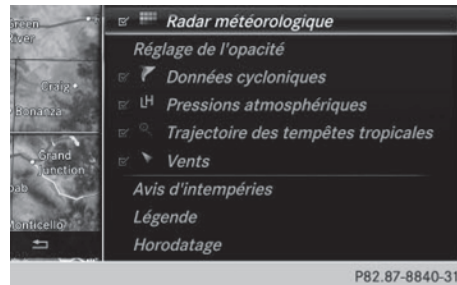 Green
River
Radar météorologique
Réglage de l'opacité
Craig
Données cycloniques
Bonanza
LH Pressions atmosphériques
Trajectoire des tempêtes tropicales
Grand
Junction
Vents
Avis d'intempéries
Monticello
Légende
Horodatage
P82.87-8840-31